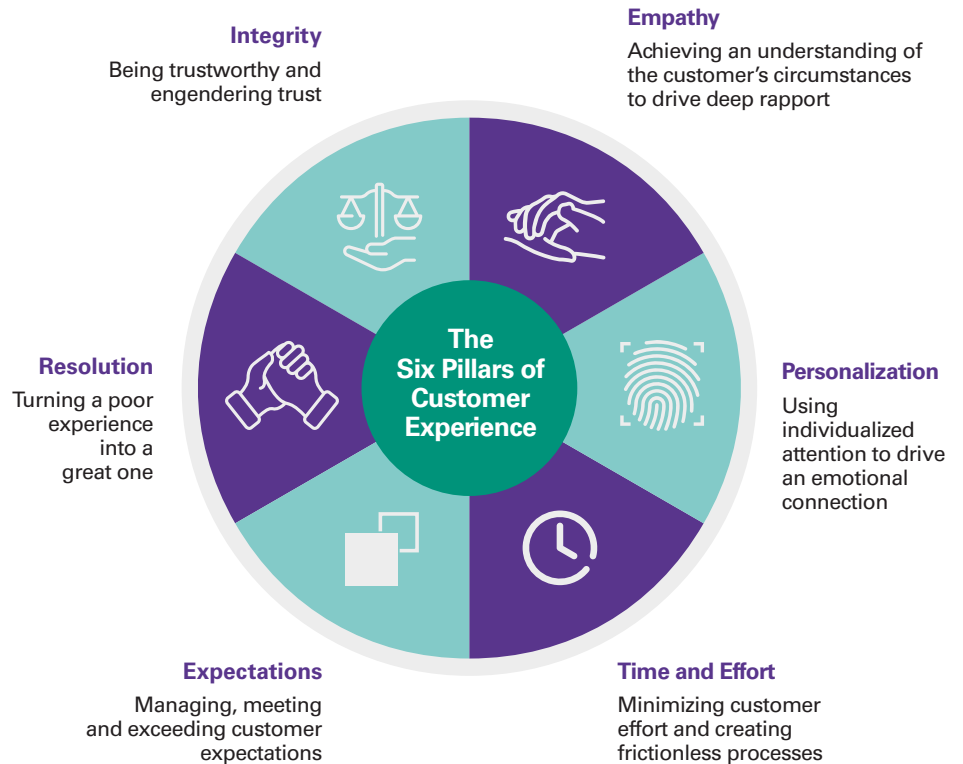 Integrity
Being trustworthy and
engendering trust
Empathy
Achieving an understanding of
the customer’s circumstances
to drive deep rapport
The
Six Pillars of
Customer
Experience
Resolution
Turning a poor
experience
into a
great one
Personalization
Using
individualized
attention to drive
an emotional
connection
Expectations
Managing, meeting
and exceeding customer
expectations
Time and Effort
Minimizing customer
effort and creating
frictionless processes